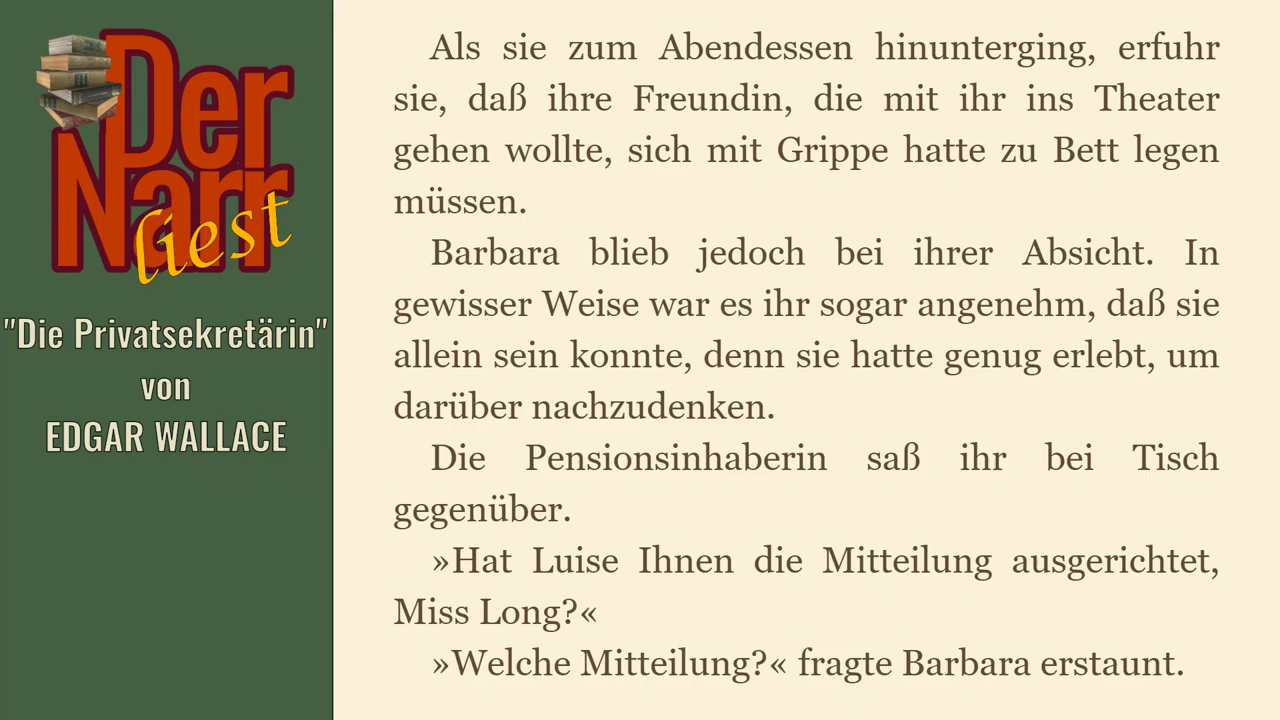 Der
Narr
liest
"Die Privatsekretärin"
von
EDGAR WALLACE
Als sie zum Abendessen hinunterging, erfuhr
sie, daß ihre Freundin, die mit ihr ins Theater
gehen wollte, sich mit Grippe hatte zu Bett legen
müssen.
Barbara blieb jedoch bei ihrer Absicht. In
gewisser Weise war es ihr sogar angenehm, daß sie
allein sein konnte, denn sie hatte genug erlebt, um
darüber nachzudenken.
Die Pensionsinhaberin saß ihr bei Tisch
gegenüber.
»Hat Luise Ihnen die Mitteilung ausgerichtet,
Miss Long?«
»Welche Mitteilung?« fragte Barbara erstaunt.